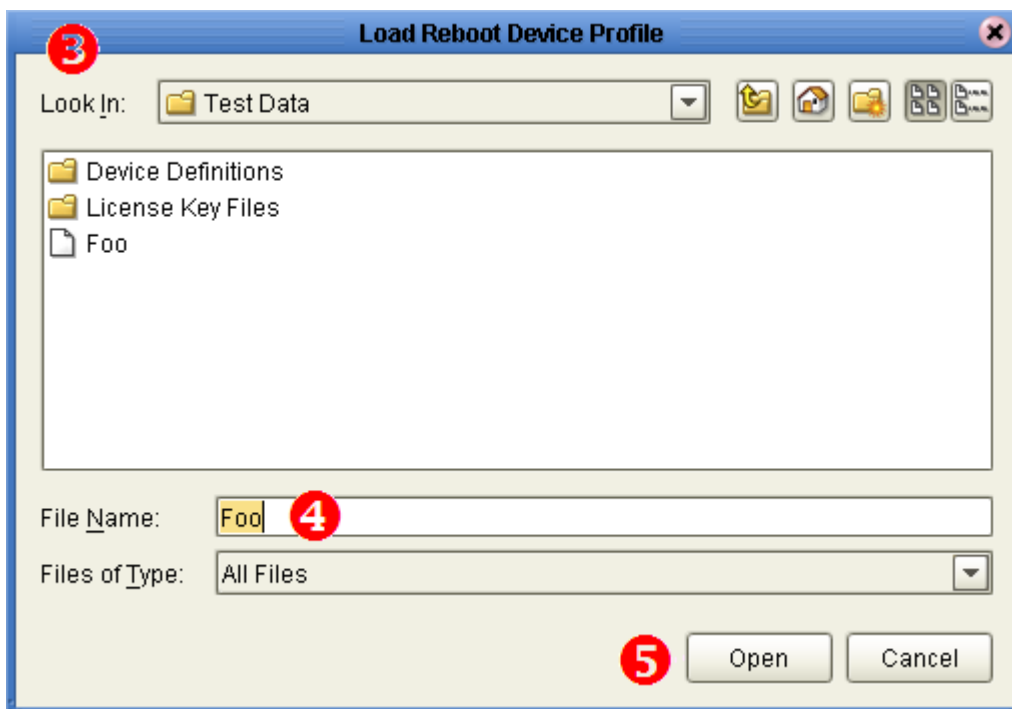 Load Reboot Device Profile
3
Look In: Test Data
Device Definitions
License Key Files
Foo
File Name: Foo 4
Files of Type: All Files
5 Open Cancel